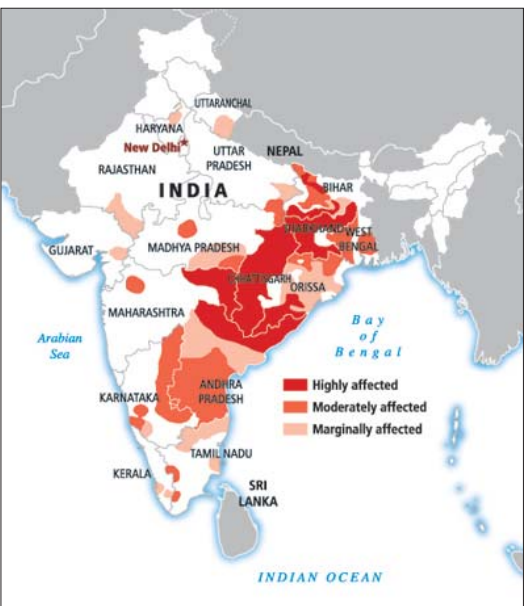 UTTARANCHAL
HARYANA
New Delhi
UTTAR
PRADESH
NEPAL
RAJASTHAN
INDIA
BIHAR
JHARKHAND
WEST
BENGAL
GUJARAT
MADHYA PRADESH
CHHATTISGARH
ORISSA
MAHARASHTRA
Arabian
Sea
Bay
of
Bengal
KARNATAKA
ANDHRA
PRADESH
Highly affected
Moderately affected
Marginally affected
TAMIL NADU
KERALA
SRI
LANKA
INDIAN OCEAN